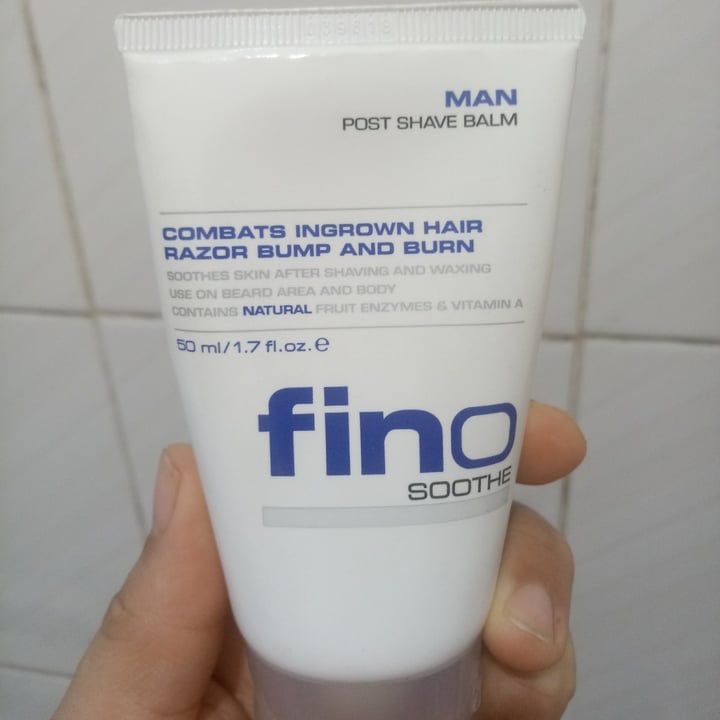 MAN
POST SHAVE BALM
COMBATS INGROWN HAIR
RAZOR BUMP AND BURN
SOOTHES SKIN AFTER SHAVING AND WAXING
USE ON BEARD AREA AND BODY
CONTAINS NATURAL FRUIT ENZYMES & VITAMIN A
50 ml/1.7 fl.oz. e
fino
SOOTHE